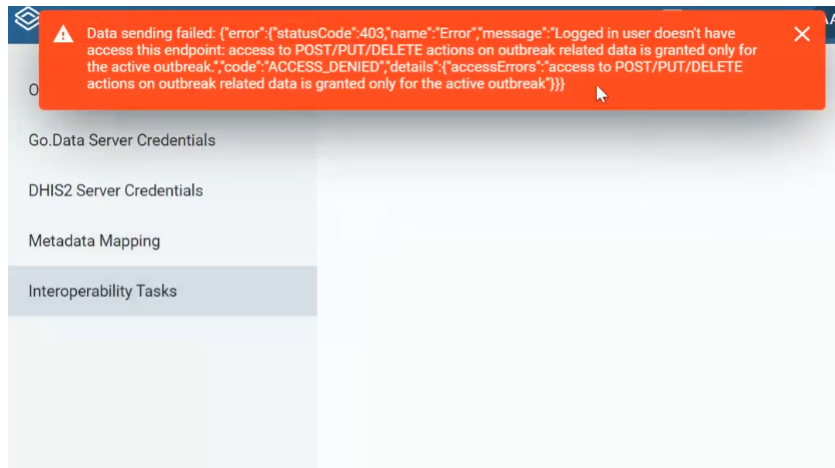 Data sending failed: {"error":{"statusCode":403,"name":"Error","message":"Logged in user doesn't have
access this endpoint: access to POST/PUT/DELETE actions on outbreak related data is granted only for
the active outbreak.","code":"ACCESS_DENIED","details":{"accessErrors":"access to POST/PUT/DELETE
actions on outbreak related data is granted only for the active outbreak"}}}
Go.Data Server Credentials
DHIS2 Server Credentials
Metadata Mapping
Interoperability Tasks